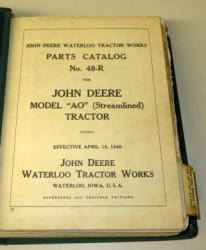 JOHN DEERE WATERLOO TRACTOR WORKS
PARTS CATALOG
No. 48-R
FOR
JOHN DEERE
MODEL "AO" (Streamlined)
TRACTOR
EFFECTIVE APRIL 15, 1940
JOHN DEERE
WATERLOO TRACTOR WORKS
WATERLOO, IOWA, U.S.A.
SUPERSEDES ALL PREVIOUS EDITIONS